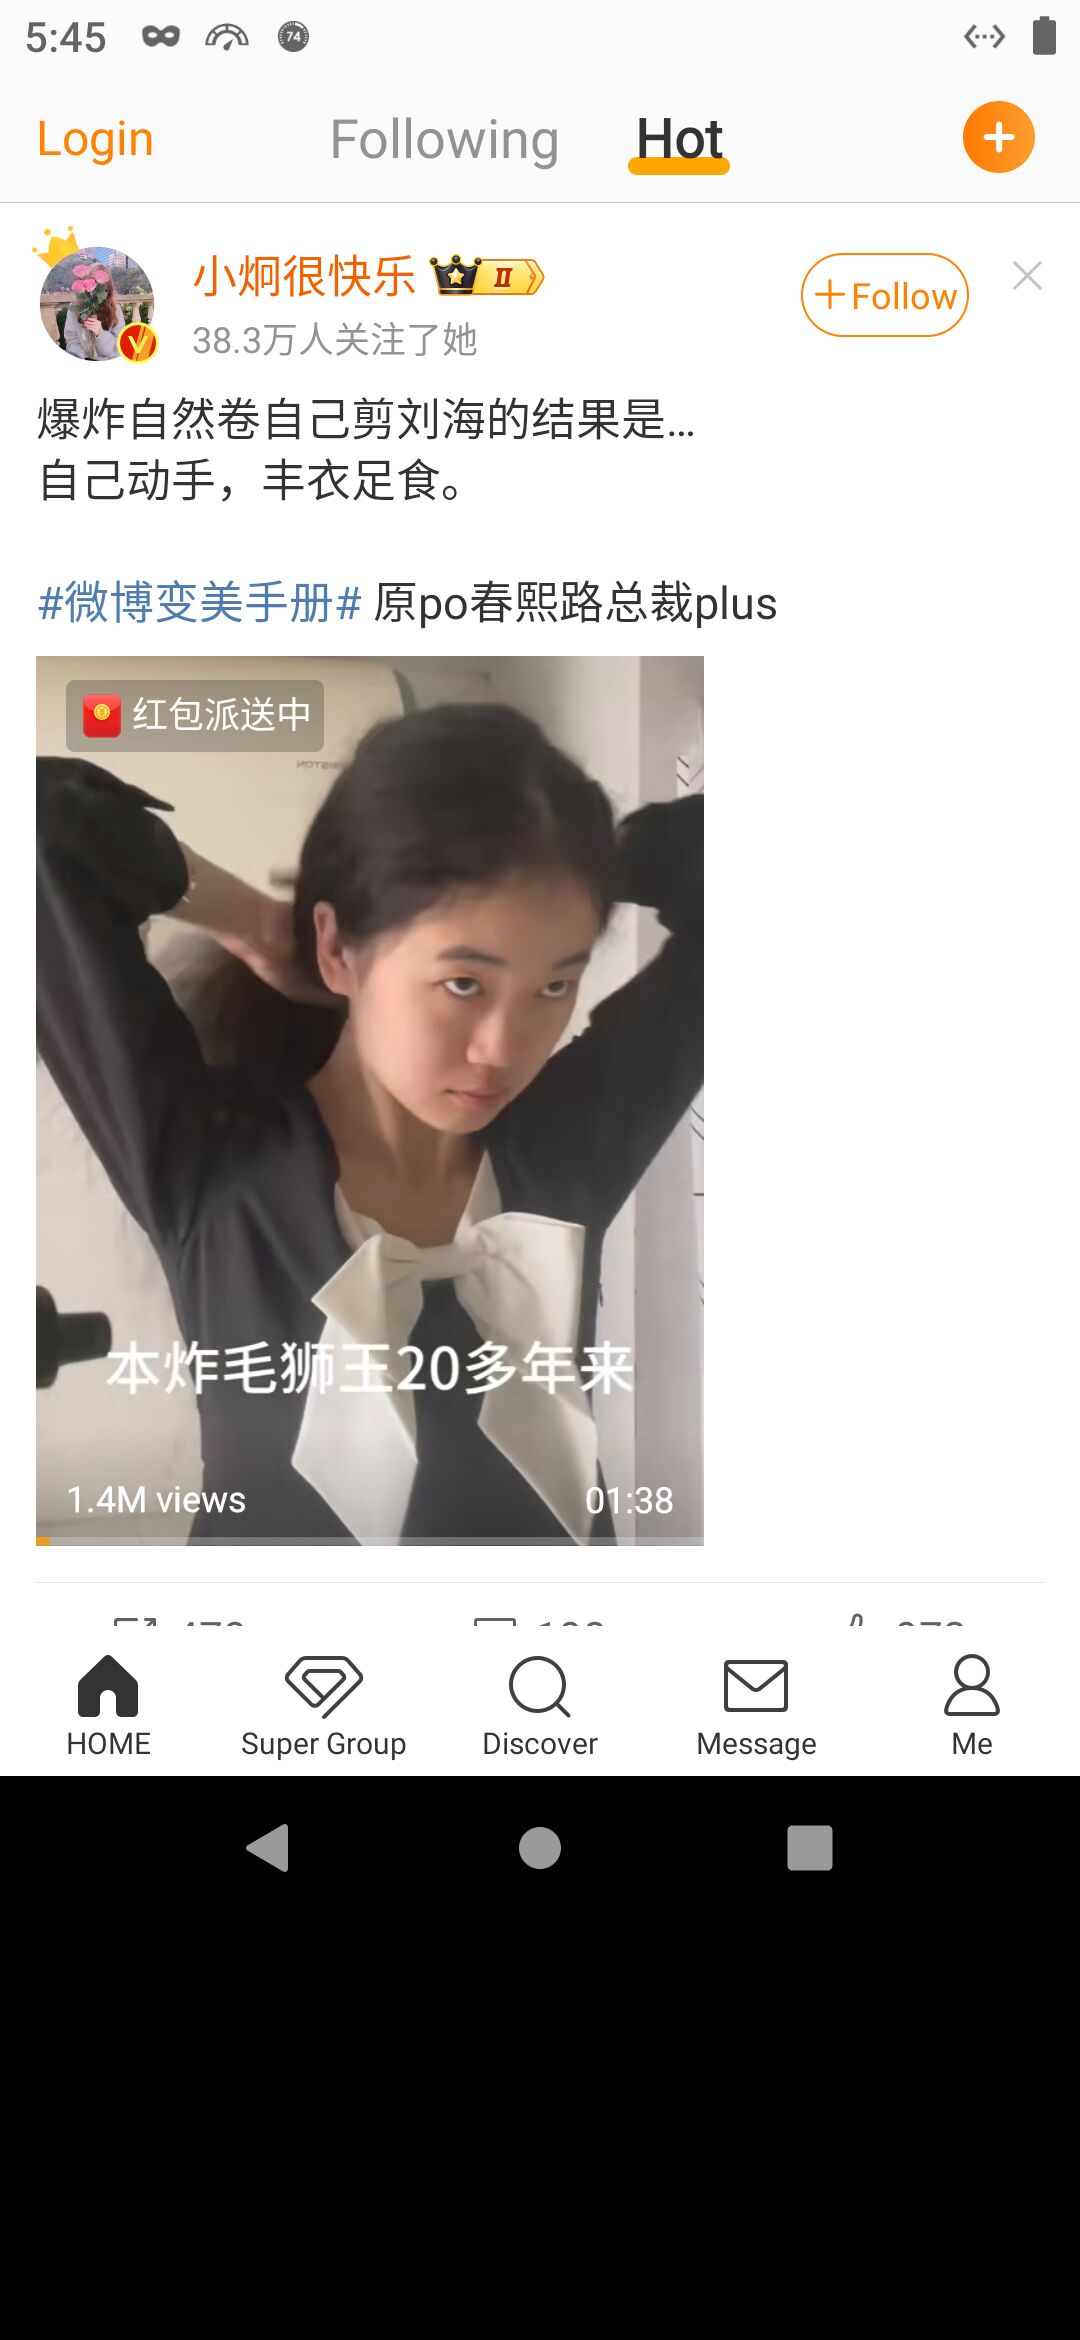 5:45
74
Login
Following
Hot
小炯很快乐
II
38.3万人关注了她
+Follow
爆炸自然卷自己剪刘海的结果是...
自己动手，丰衣足食。
#微博变美手册# 原po春熙路总裁plus
红包派送中
本炸毛狮王20多年来
1.4M views
01:38
HOME
Super Group
Discover
Message
Me